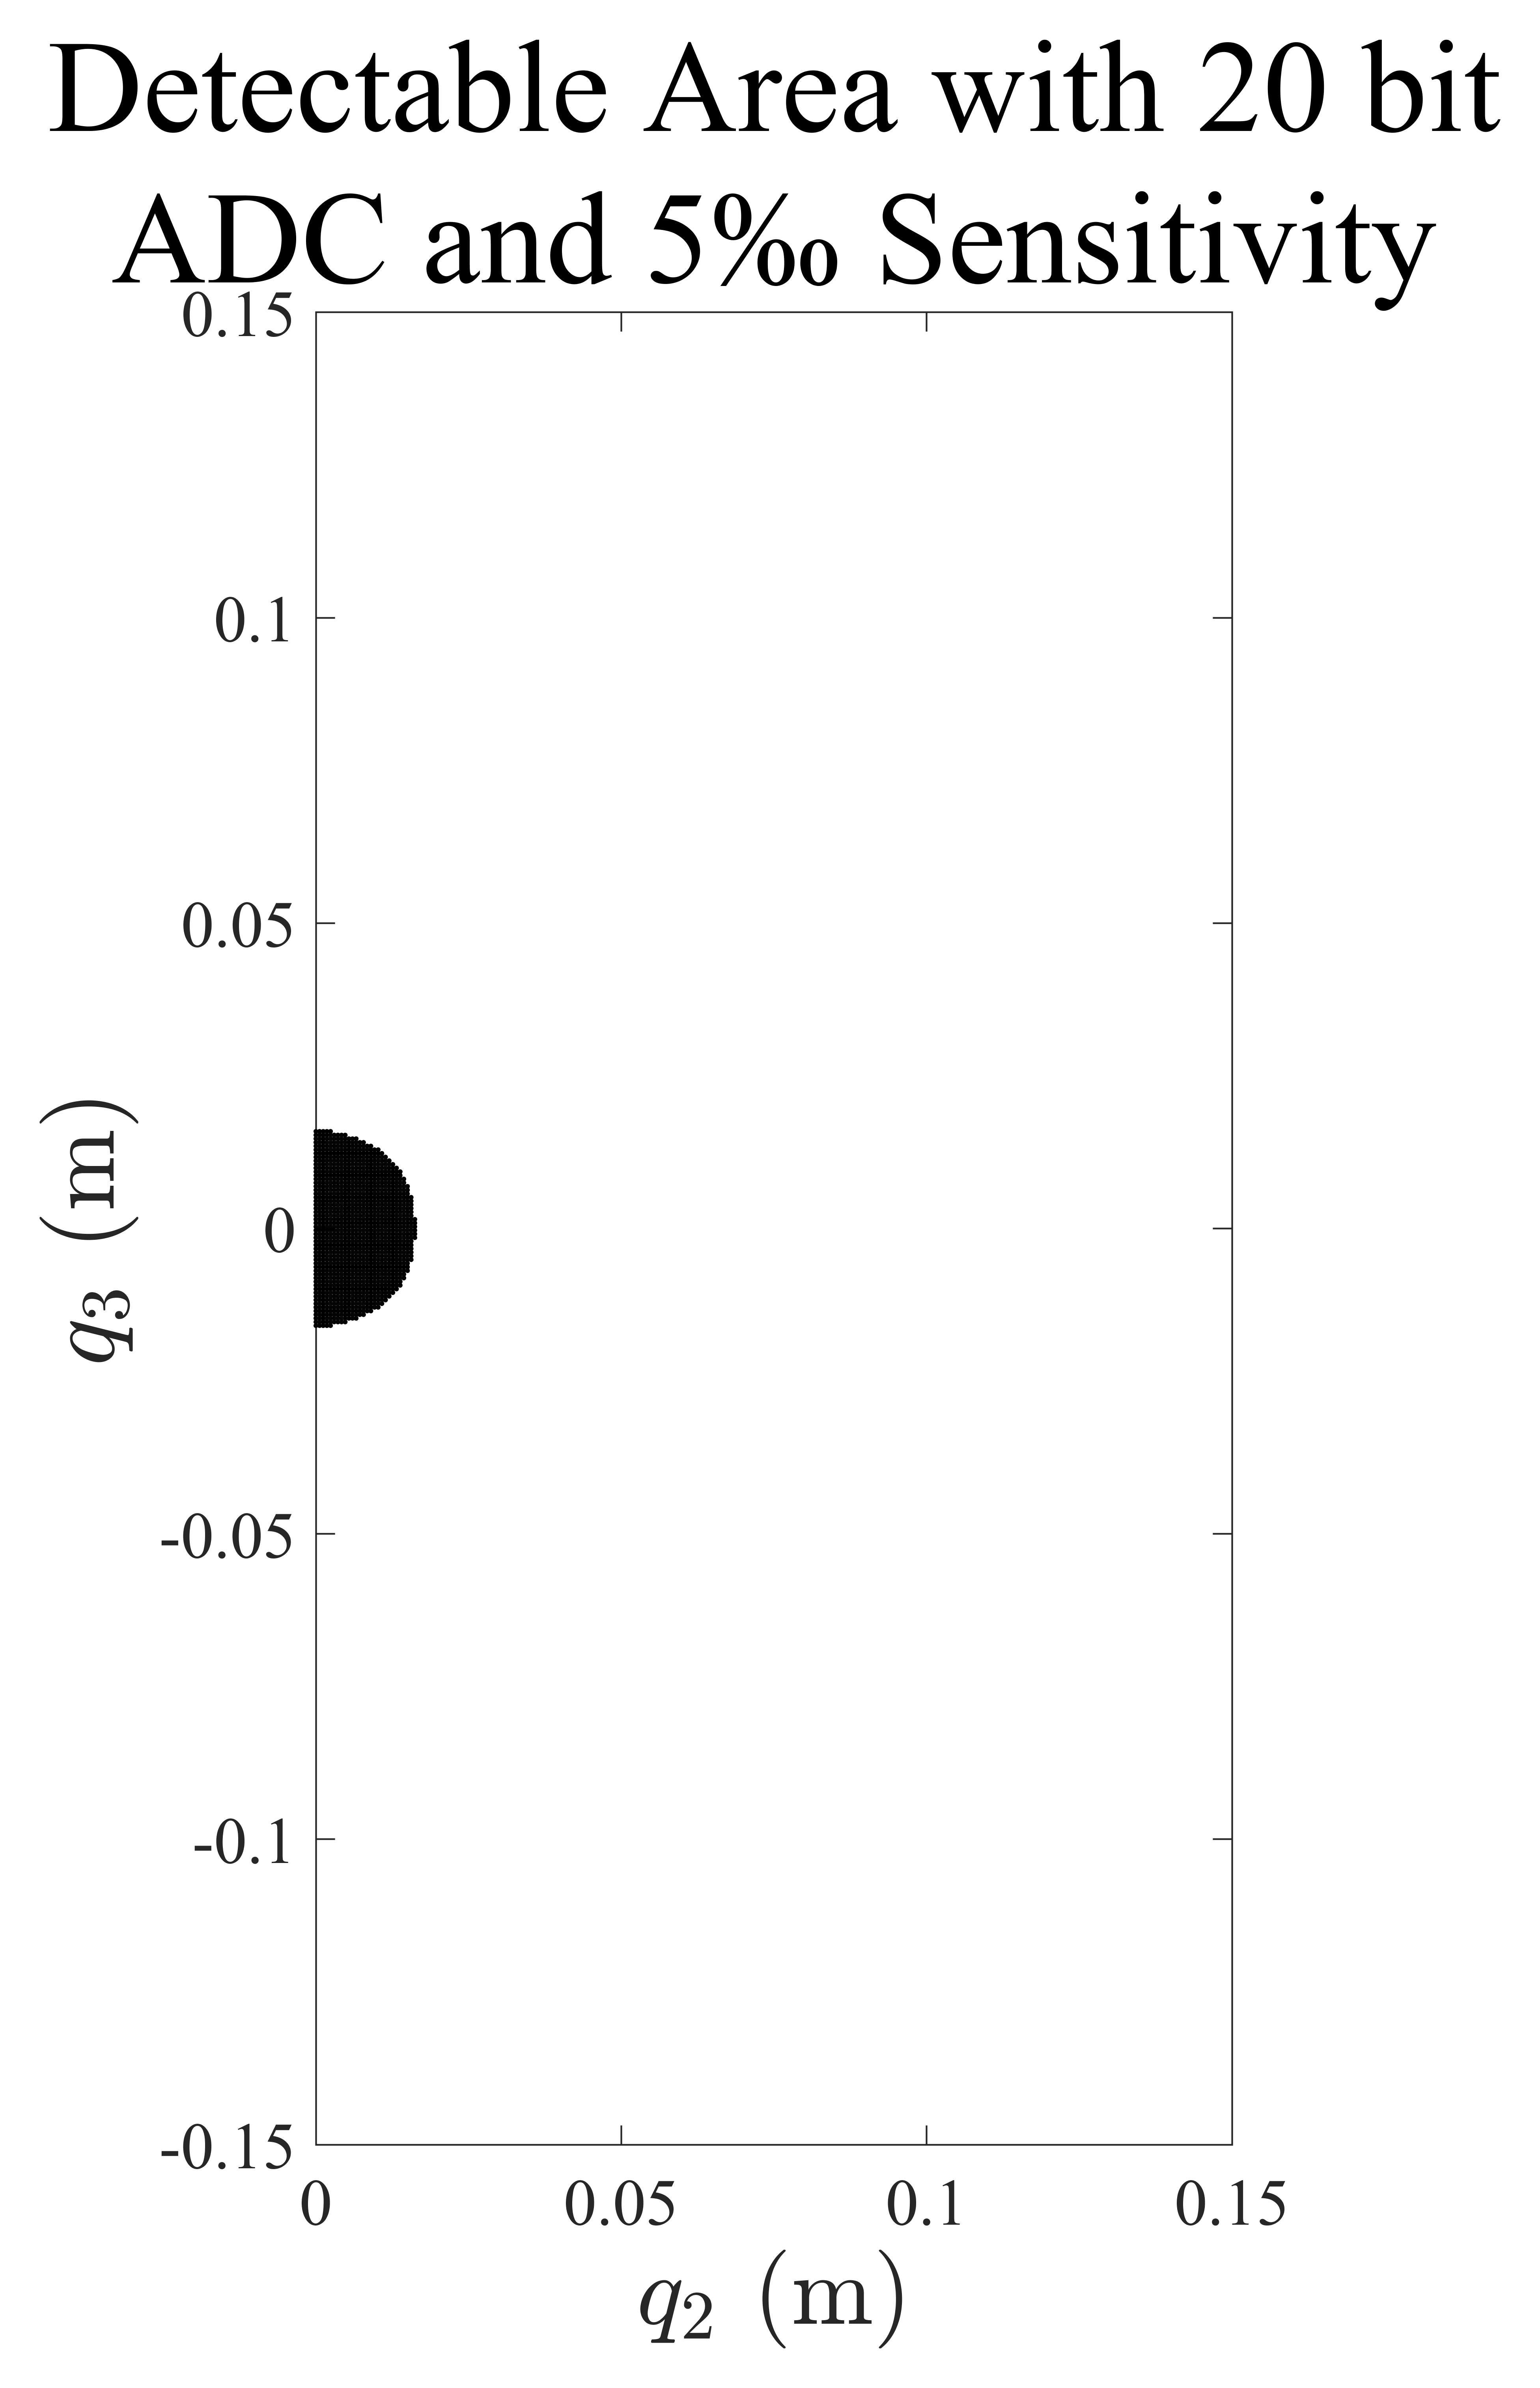 Detectable Area with 20 bit
ADC and 5‰ Sensitivity
0.15
0.1
0.05
0
-0.05
-0.1
-0.15
q₃ (m)
0 0.05 0.1 0.15
q₂ (m)